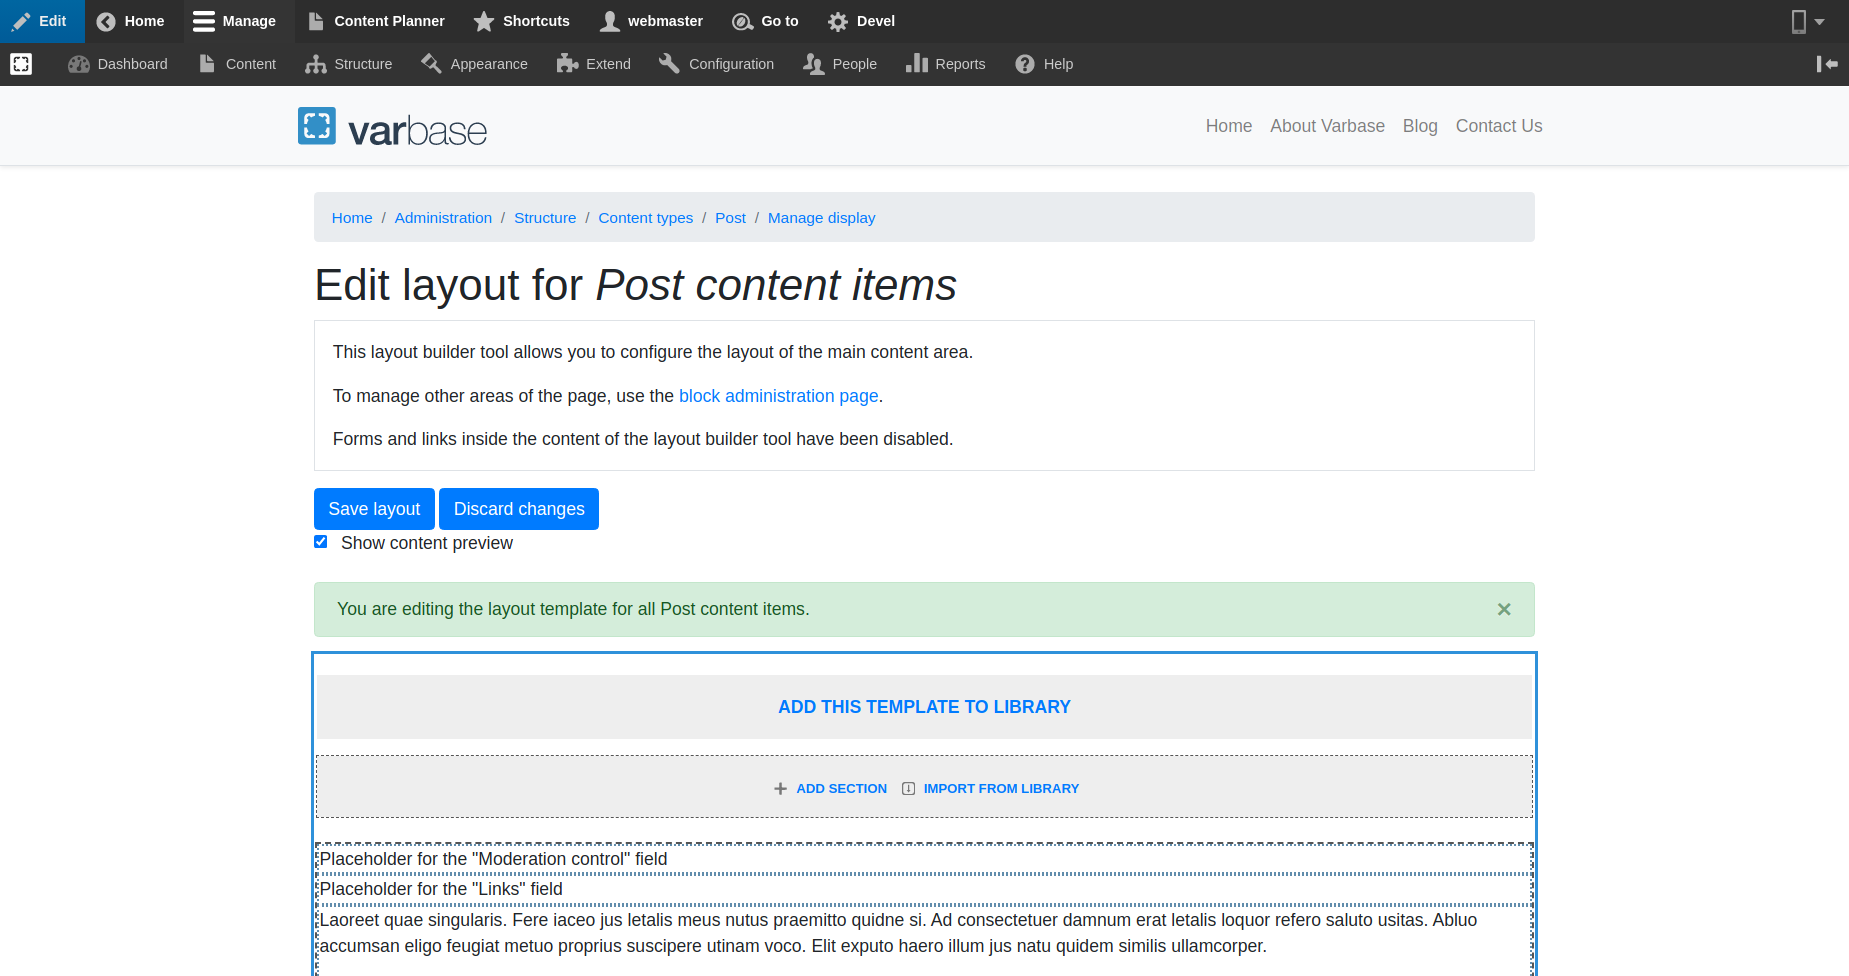 Edit Home Manage Content Planner Shortcuts webmaster Go to Devel
Dashboard Content Structure Appearance Extend Configuration People Reports Help
varbase
Home About Varbase Blog Contact Us
Home / Administration / Structure / Content types / Post / Manage display
Edit layout for Post content items
This layout builder tool allows you to configure the layout of the main content area.
To manage other areas of the page, use the block administration page.
Forms and links inside the content of the layout builder tool have been disabled.
Save layout Discard changes
Show content preview
You are editing the layout template for all Post content items. ×
ADD THIS TEMPLATE TO LIBRARY
ADD SECTION IMPORT FROM LIBRARY
Placeholder for the "Moderation control" field
Placeholder for the "Links" field
Laoreet quae singularis. Fere iaceo jus letalis meus nutus praemitto quidne si. Ad consectetuer damnum erat letalis loquor refero saluto usitas. Abluo
accumsan eligo feugiat metuo proprius suscipere utinam voco. Elit exputo haero illum jus natu quidem similis ullamcorper.